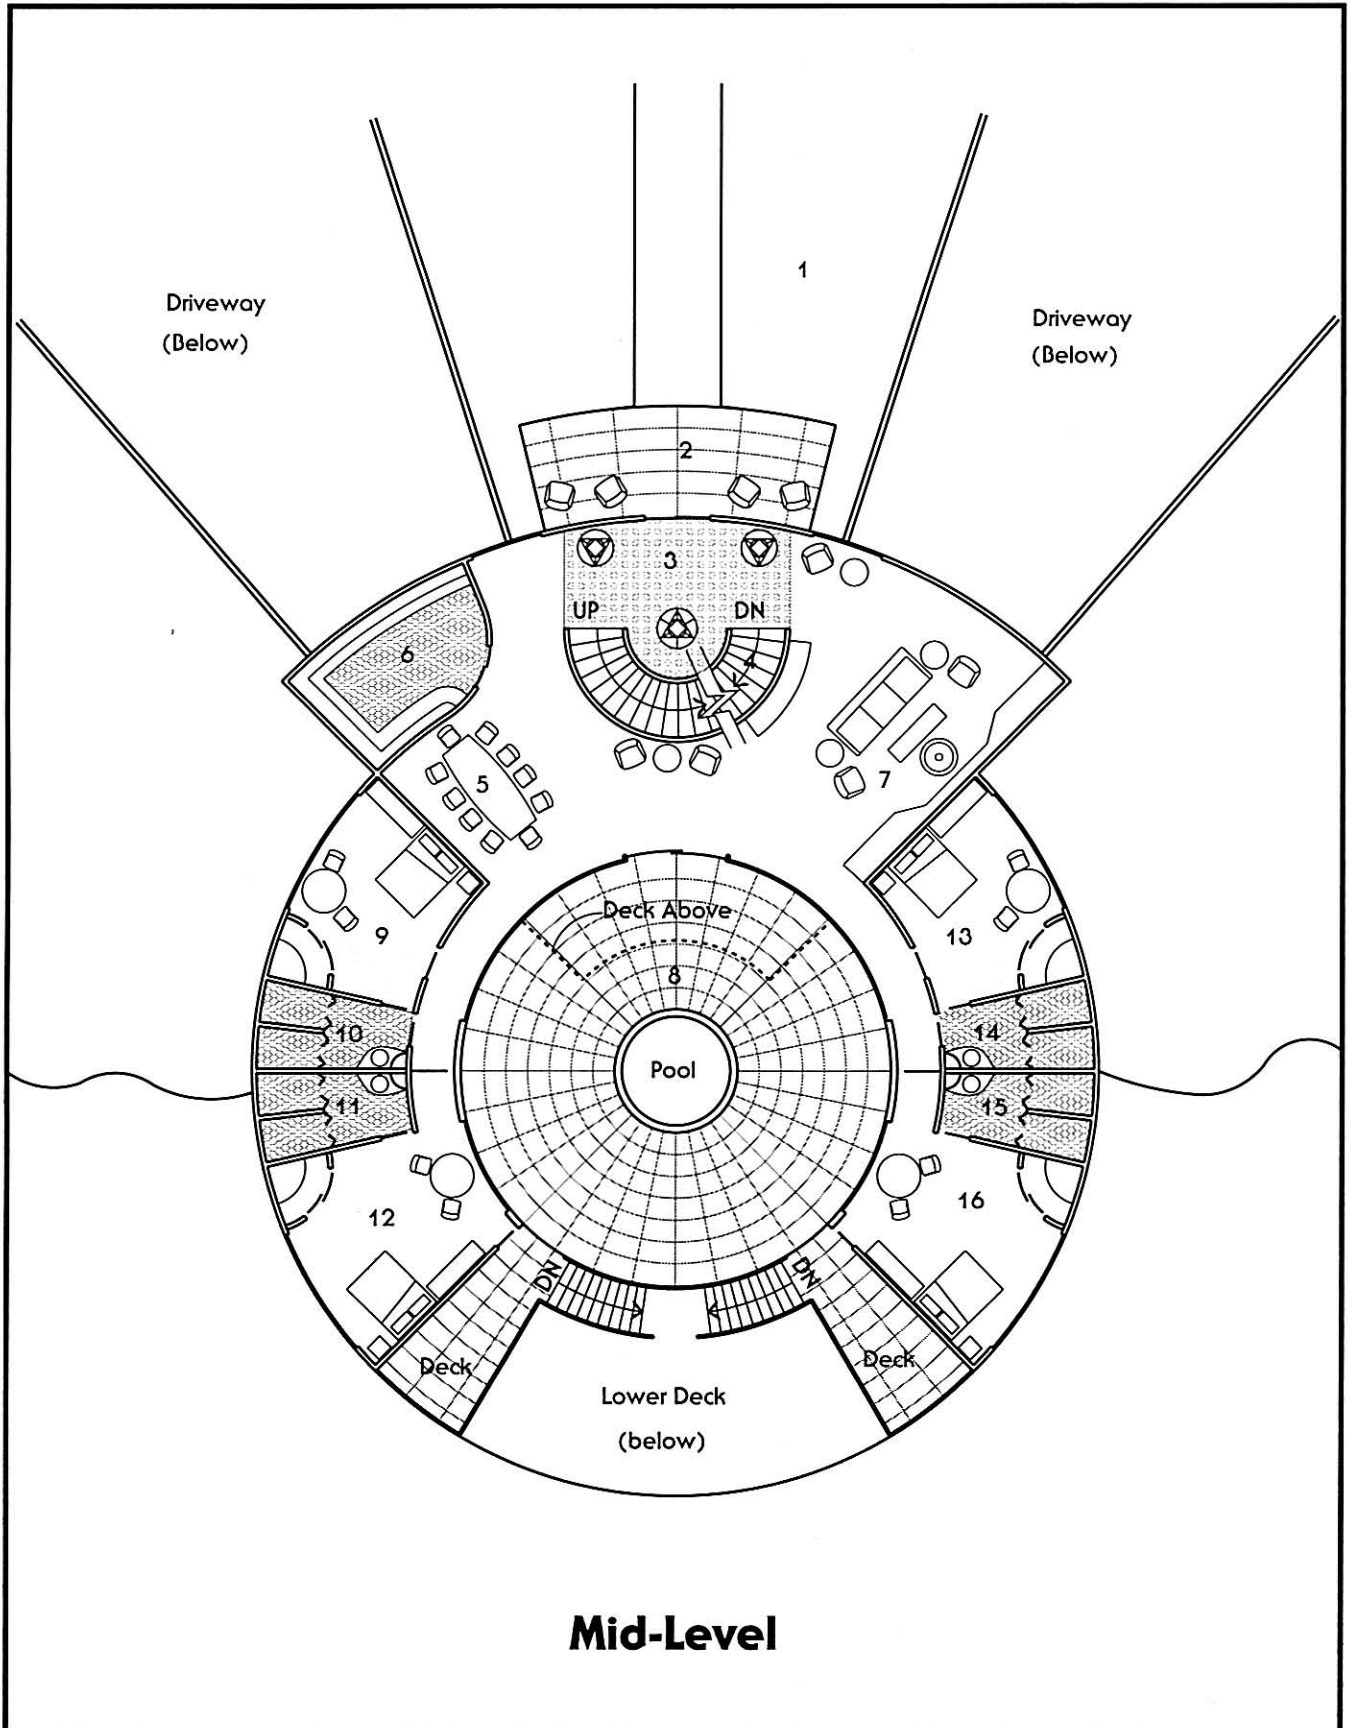 1
Driveway
(Below)
Driveway
(Below)
2
3
UP
DN
4
6
5
7
Deck Above
8
9
13
10
14
Pool
11
15
12
16
DN
DN
Deck
Deck
Lower Deck
(below)
Mid-Level